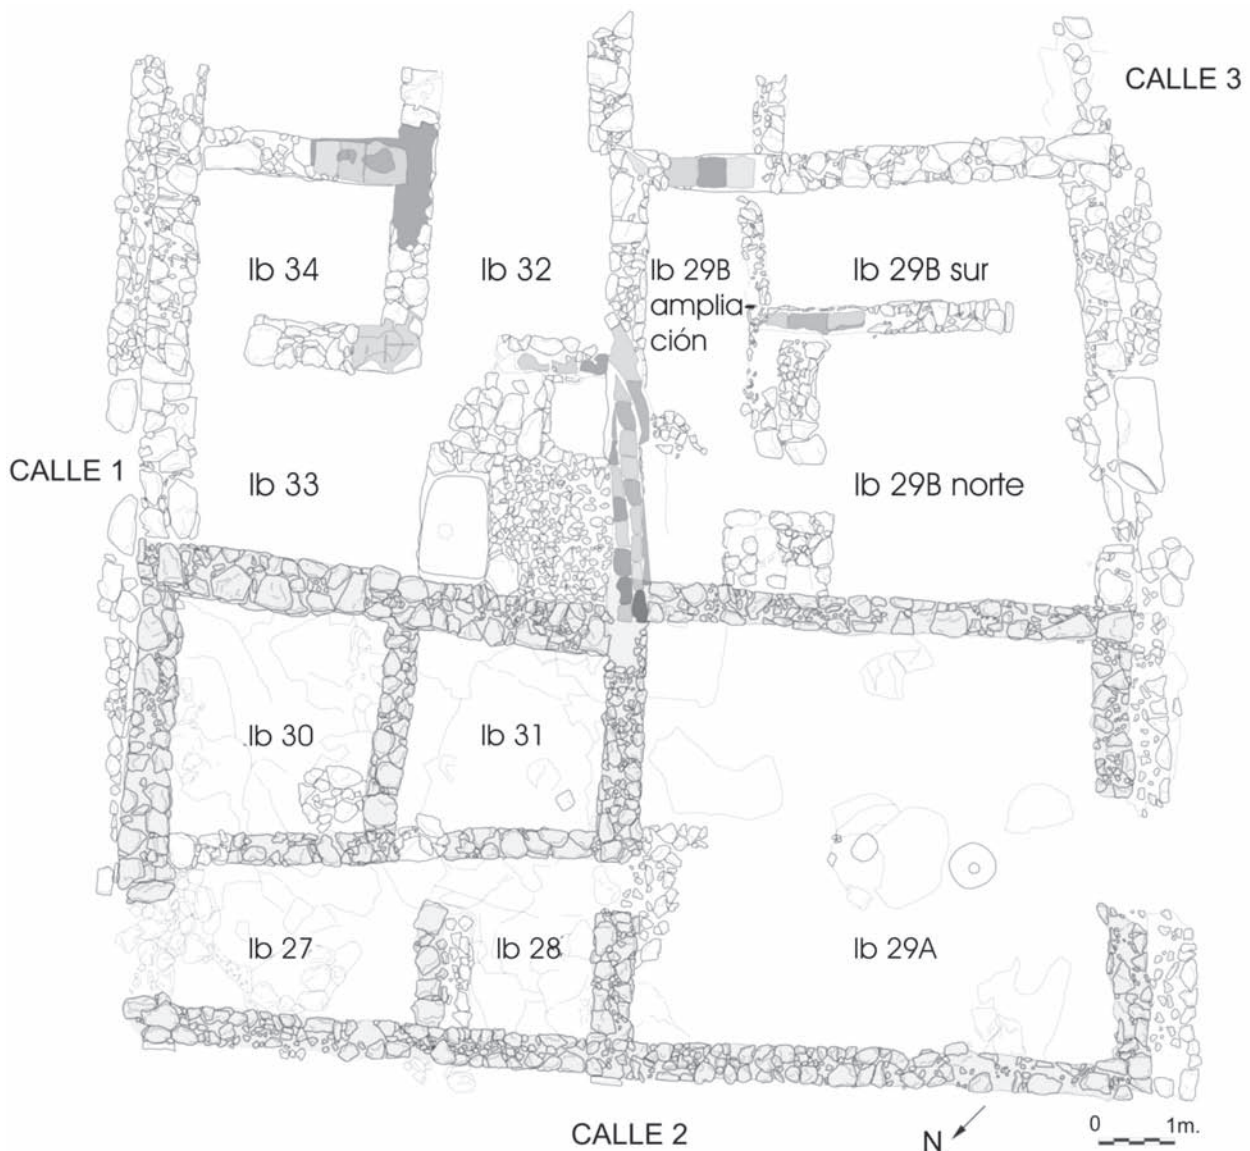 CALLE 3
Ib 34
Ib 32
Ib 29B
amplia-
ción
Ib 29B sur
CALLE 1
Ib 33
Ib 29B norte
Ib 30
Ib 31
Ib 27
Ib 28
Ib 29A
CALLE 2
N
0 1m.